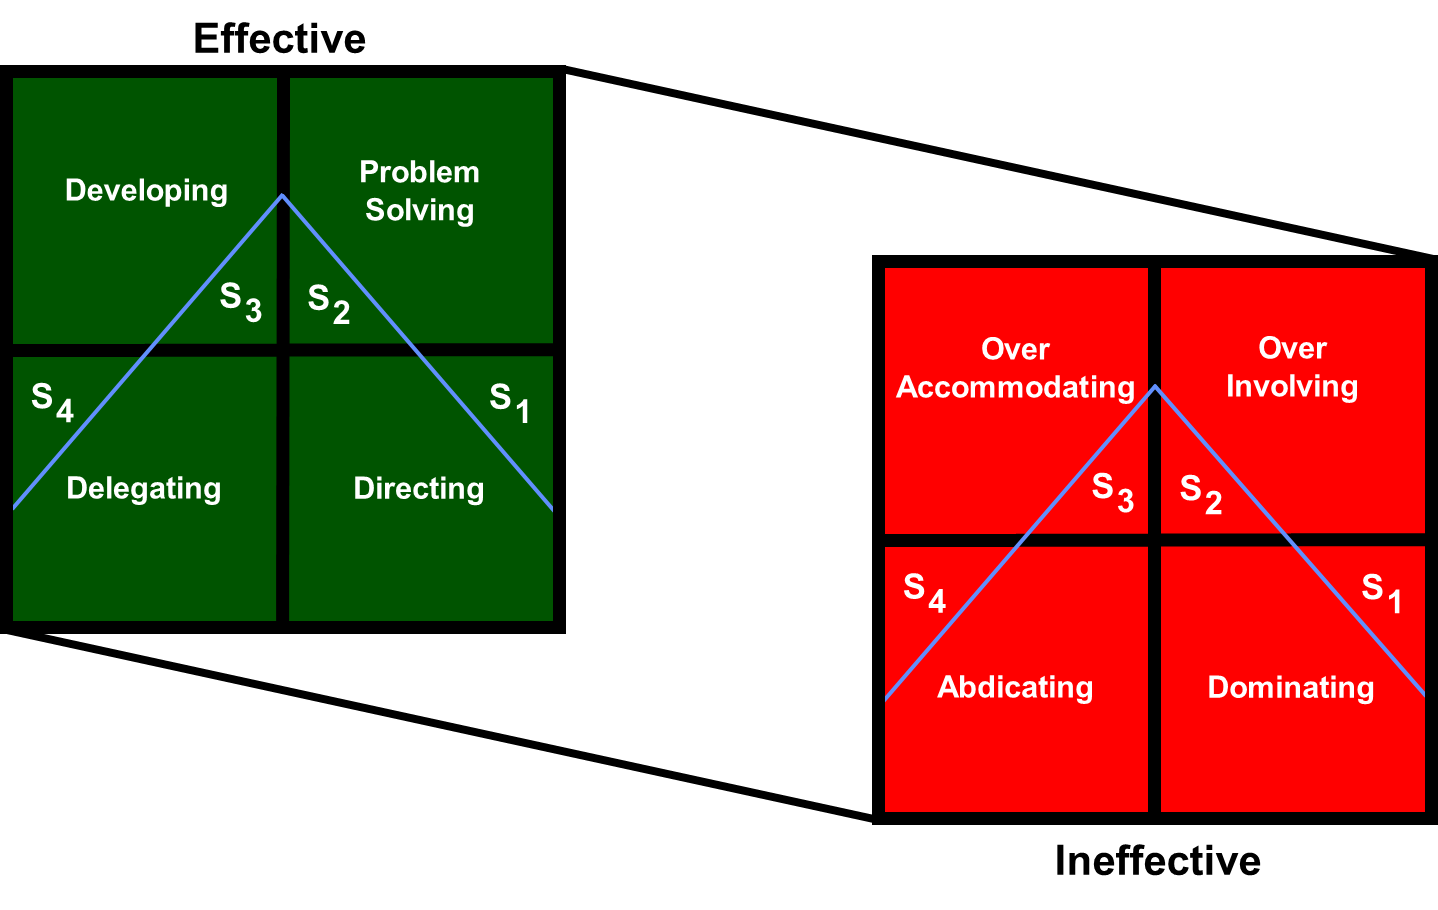 Effective
Developing
Problem
Solving
S3
S2
S4
S1
Delegating
Directing
Over
Accommodating
Over
Involving
S3
S2
S4
S1
Abdicating
Dominating
Ineffective